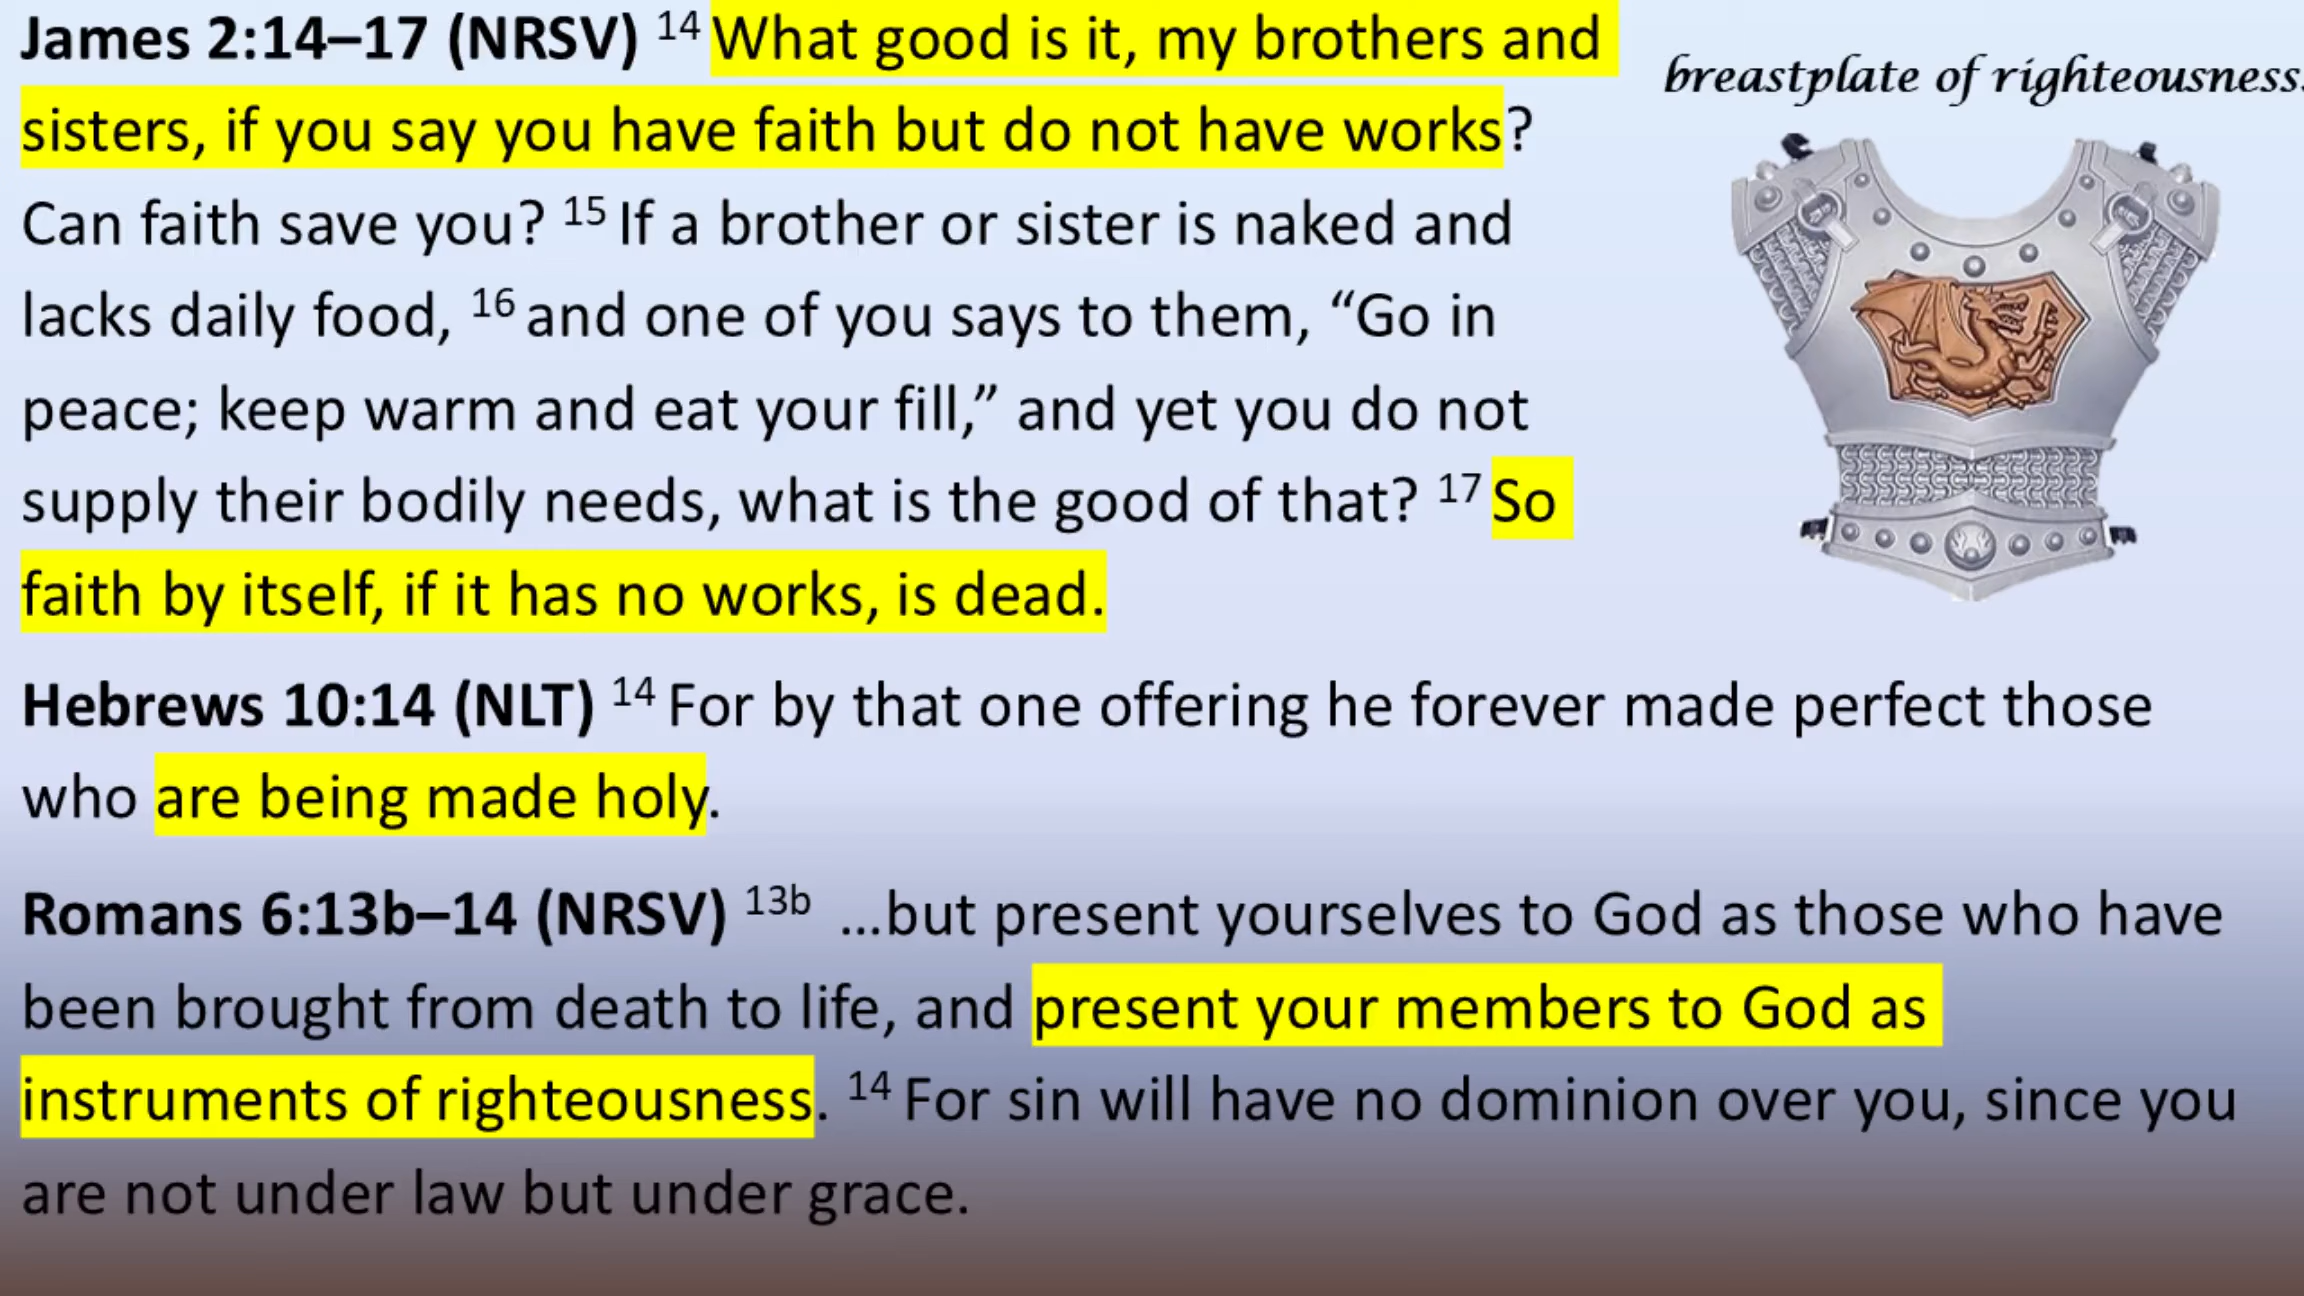 James 2:14–17 (NRSV) 14 What good is it, my brothers and
sisters, if you say you have faith but do not have works?
Can faith save you? 15 If a brother or sister is naked and
lacks daily food, 16 and one of you says to them, “Go in
peace; keep warm and eat your fill,” and yet you do not
supply their bodily needs, what is the good of that? 17 So
faith by itself, if it has no works, is dead.
breastplate of righteousness.
Hebrews 10:14 (NLT) 14 For by that one offering he forever made perfect those
who are being made holy.
Romans 6:13b–14 (NRSV) 13b ...but present yourselves to God as those who have
been brought from death to life, and present your members to God as
instruments of righteousness. 14 For sin will have no dominion over you, since you
are not under law but under grace.